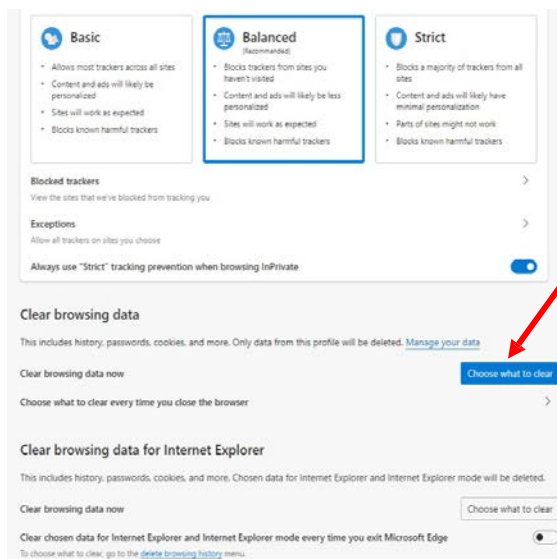 Basic
• Allows most trackers across all sites
• Content and ads will likely be
personalized
• Sites will work as expected
• Blocks known harmful trackers
Balanced
(Recommended)
• Blocks trackers from sites you
haven't visited
• Content and ads will likely be less
personalized
• Sites will work as expected
• Blocks known harmful trackers
Strict
• Blocks a majority of trackers from all
sites
• Content and ads will likely have
minimal personalization
• Parts of sites might not work
• Blocks known harmful trackers
Blocked trackers
View the sites that we've blocked from tracking you
Exceptions
Allow all trackers on sites you choose
Always use "Strict" tracking prevention when browsing InPrivate
Clear browsing data
This includes history, passwords, cookies, and more. Only data from this profile will be deleted. Manage your data
Clear browsing data now
Choose what to clear
Choose what to clear every time you close the browser
Clear browsing data for Internet Explorer
This includes history, passwords, cookies, and more. Chosen data for Internet Explorer and Internet Explorer mode will be deleted.
Clear browsing data now
Choose what to clear
Clear chosen data for Internet Explorer and Internet Explorer mode every time you exit Microsoft Edge
To choose what to clear, go to the delete browsing history menu.